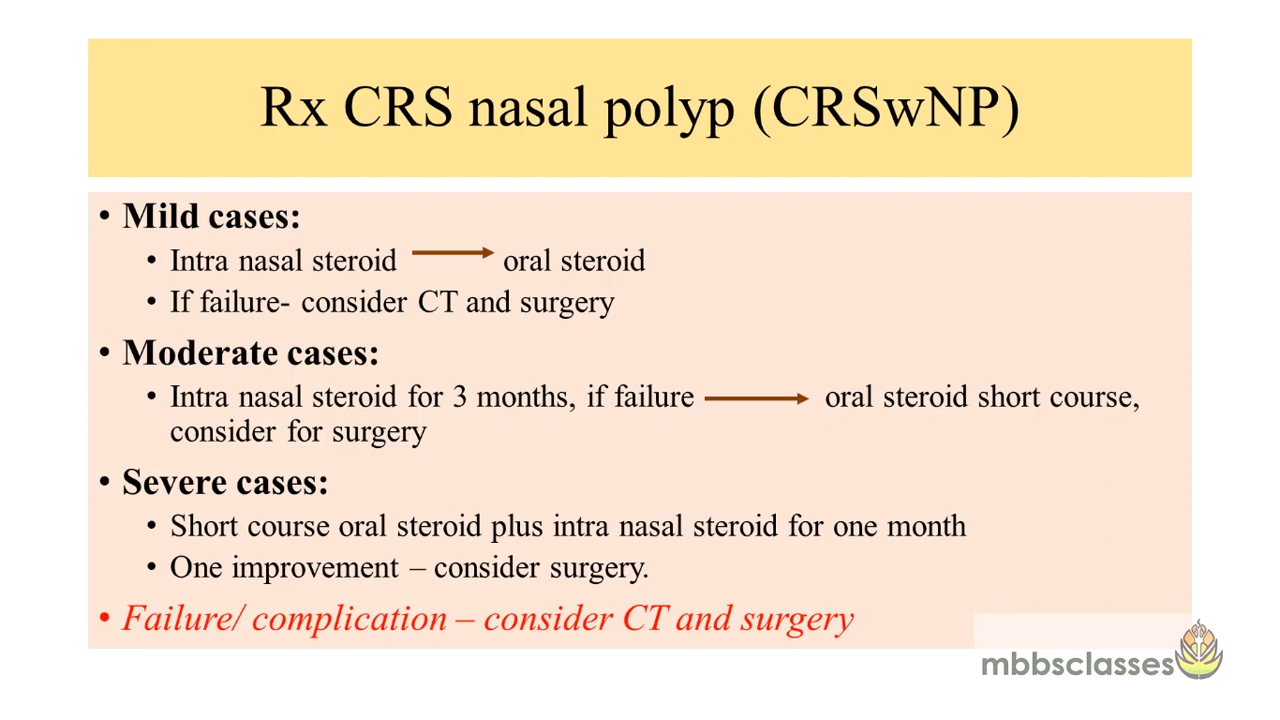 Rx CRS nasal polyp (CRSwNP)
• Mild cases:
• Intra nasal steroid oral steroid
• If failure- consider CT and surgery
• Moderate cases:
• Intra nasal steroid for 3 months, if failure oral steroid short course,
consider for surgery
• Severe cases:
• Short course oral steroid plus intra nasal steroid for one month
• One improvement – consider surgery.
• Failure/ complication – consider CT and surgery
mbbsclasses